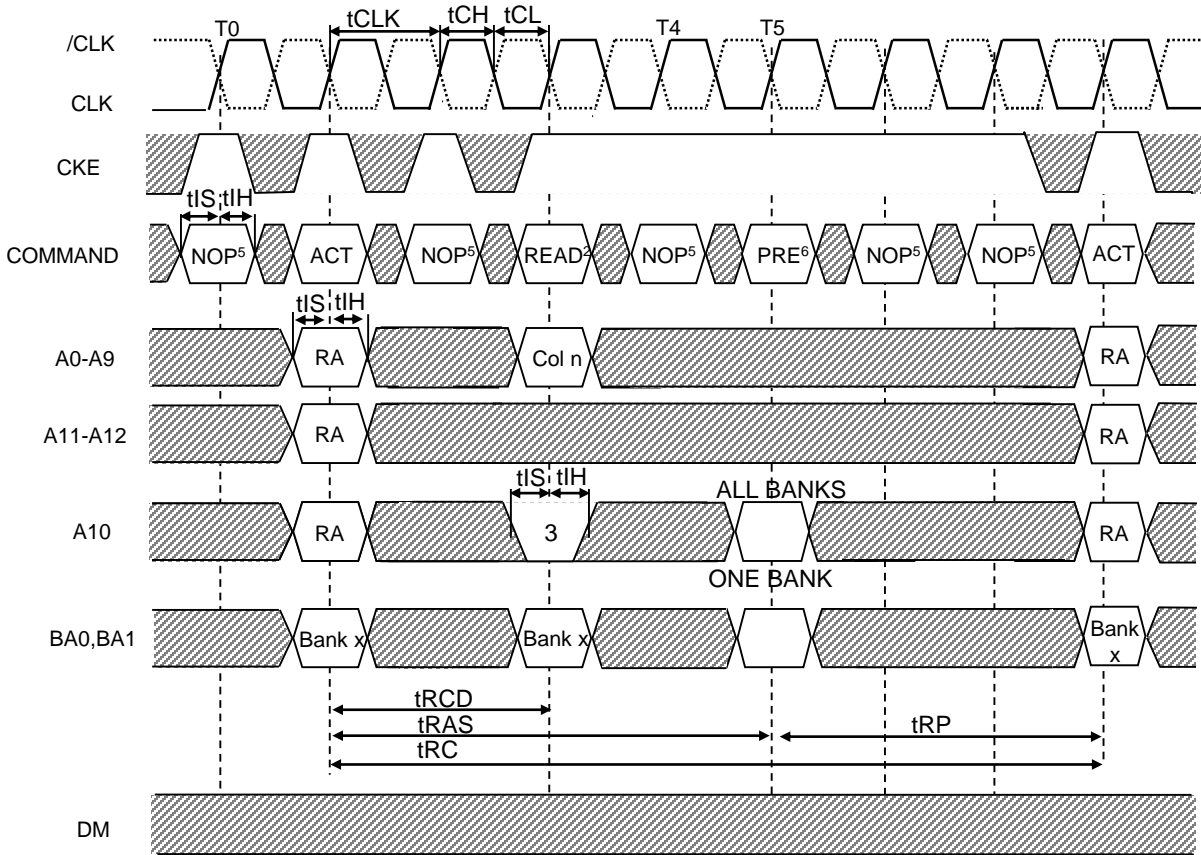 tCLK tCH tCL
T0 T4 T5
/CLK
CLK
CKE
tIS tIH
COMMAND NOP⁵ ACT NOP⁵ READ² NOP⁵ PRE⁶ NOP⁵ NOP⁵ ACT
tIS tIH
A0-A9 RA Col n RA
A11-A12 RA RA
tIS tIH ALL BANKS
A10 RA 3 RA
ONE BANK
BA0,BA1 Bank x Bank x Bank
x
tRCD
tRAS tRP
tRC
DM